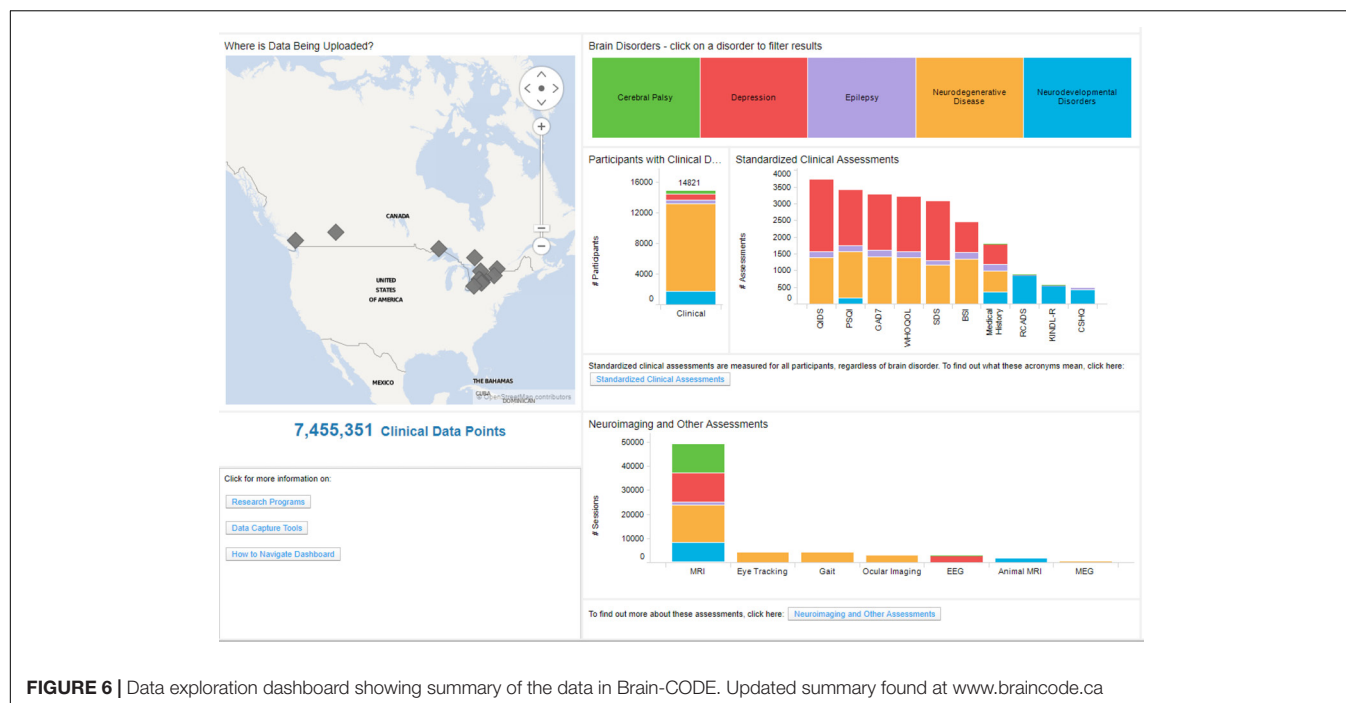 Where is Data Being Uploaded?
CANADA
UNITED
STATES
OF AMERICA
MEXICO
THE BAHAMAS
CUBA
DOMINICAN
© OpenStreetMap contributors
7,455,351 Clinical Data Points
Click for more information on:
Research Programs
Data Capture Tools
How to Navigate Dashboard
Brain Disorders - click on a disorder to filter results
Cerebral Palsy
Depression
Epilepsy
Neurodegenerative
Disease
Neurodevelopmental
Disorders
Participants with Clinical D...
14821
# Participants
16000
12000
8000
4000
0
Clinical
Standardized Clinical Assessments
# Assessments
4000
3500
3000
2500
2000
1500
1000
500
0
QIDS
PSQI
GAD7
WHOQOL
SDS
BSI
Medical
History
RCADS
KINDL-R
CSHQ
Standardized clinical assessments are measured for all participants, regardless of brain disorder. To find out what these acronyms mean, click here:
Standardized Clinical Assessments
Neuroimaging and Other Assessments
# Sessions
50000
40000
30000
20000
10000
0
MRI
Eye Tracking
Gait
Ocular Imaging
EEG
Animal MRI
MEG
To find out more about these assessments, click here: Neuroimaging and Other Assessments
FIGURE 6 | Data exploration dashboard showing summary of the data in Brain-CODE. Updated summary found at www.braincode.ca